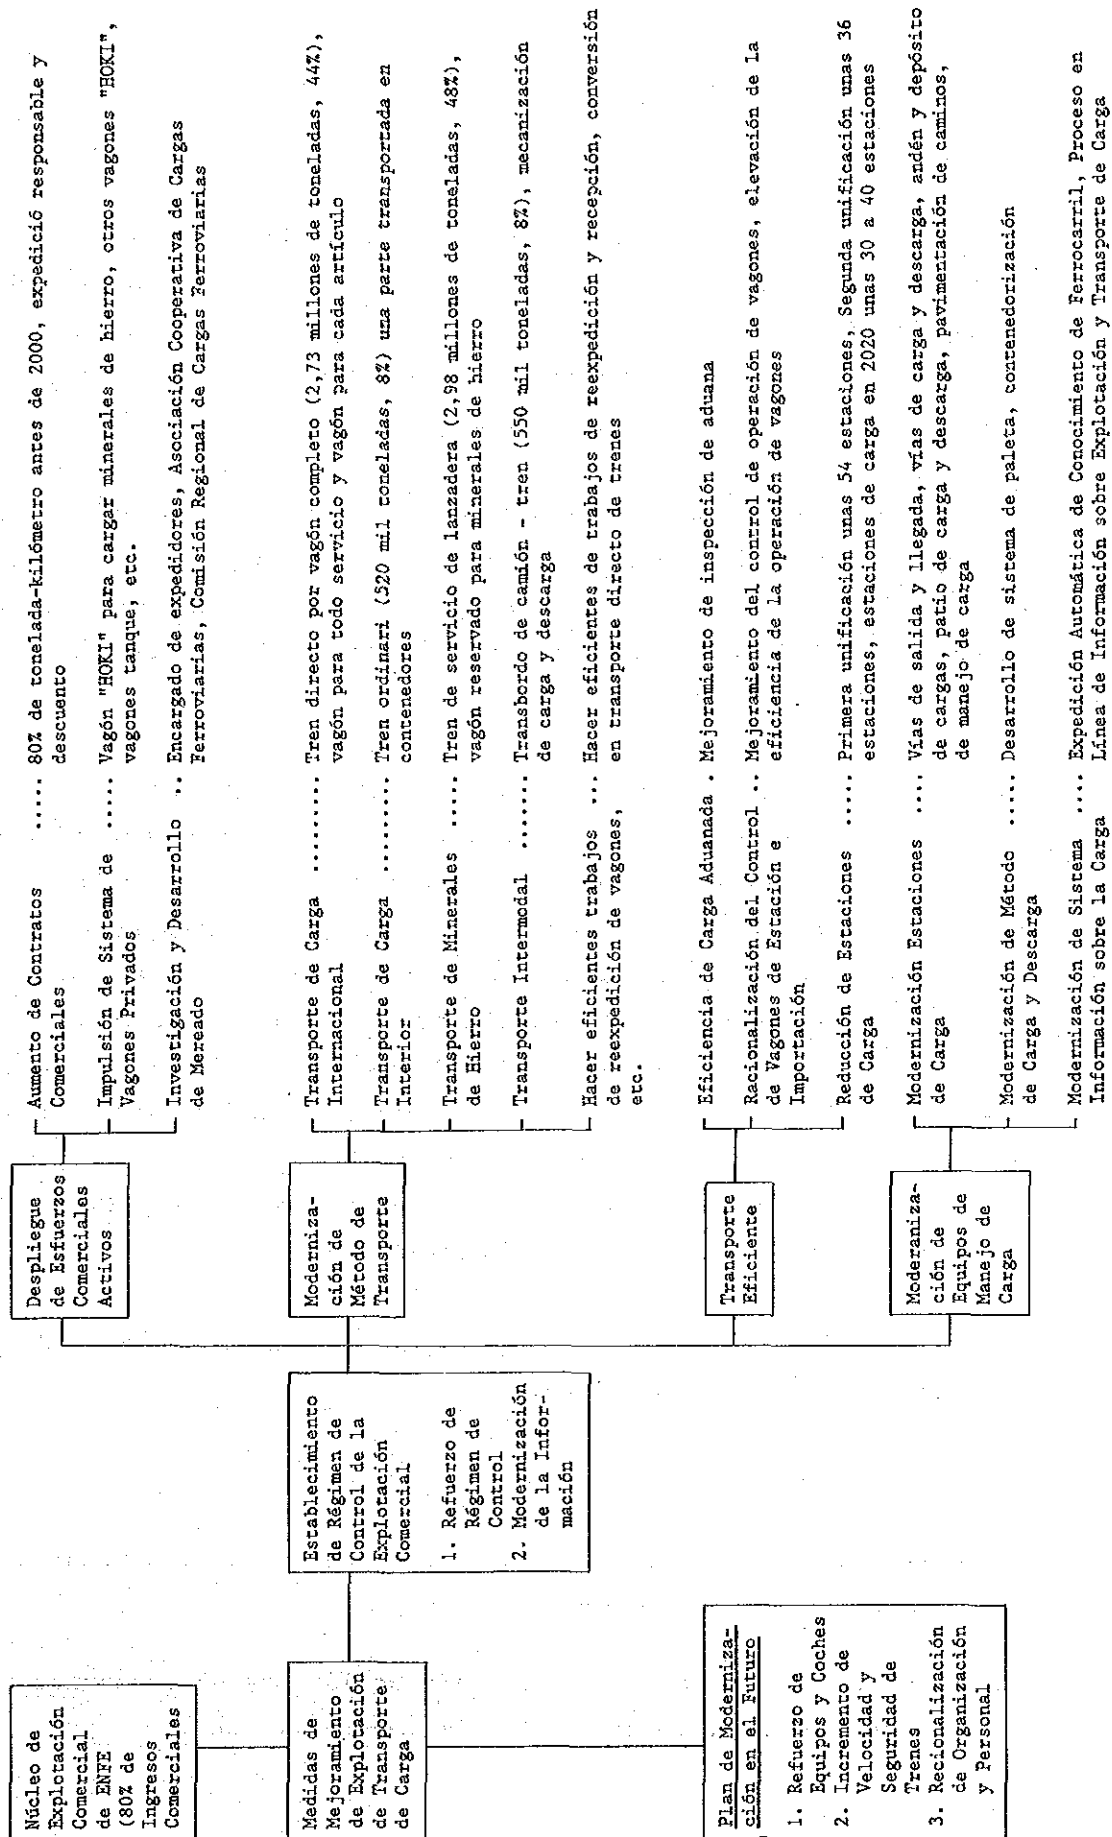 Núcleo de
Explotación
Comercial
de ENFE
(80% de
Ingresos
Comerciales
Medidas de
Mejoramiento
de Explotación
de Transporte
de Carga
Plan de Moderniza-
ción en el Futuro
1. Refuerzo de
Equipos y Coches
2. Incremento de
Velocidad y
Seguridad de
Trenes
3. Recionalización
de Organización
y Personal
Establecimiento
de Régimen de
Control de la
Explotación
Comercial
1. Refuerzo de
Régimen de
Control
2. Modernización
de la Infor-
mación
Despliegue
de Esfuerzos
Comerciales
Activos
Aumento de Contratos ..... 80% de tonelada-kilómetro antes de 2000, expedició responsable y
Comerciales descuento
Impulsión de Sistema de ..... Vagón "HOKI" para cargar minerales de hierro, otros vagones "HOKI",
Vagones Privados vagones tanque, etc.
Investigación y Desarrollo .. Encargado de expedidores, Asociación Cooperativa de Cargas
de Mereado Ferroviarias, Comisión Regional de Cargas Ferroviarias
Moderniza-
ción de
Método de
Transporte
Transporte de Carga ........ Tren directo por vagón completo (2,73 millones de toneladas, 44%),
Internacional vagón para todo servicio y vagón para cada artículo
Transporte de Carga ........ Tren ordinari (520 mil toneladas, 8%) una parte transportada en
Interior contenedores
Transporte de Minerales ..... Tren de servicio de lanzadera (2,98 millones de toneladas, 48%),
de Hierro vagón reservado para minerales de hierro
Transporte Intermodal ....... Transbordo de camión - tren (550 mil toneladas, 8%), mecanización
de carga y descarga
Hacer eficientes trabajos ... Hacer eficientes de trabajos de reexpedición y recepción, conversión
de reexpedición de vagones, en transporte directo de trenes
etc.
Transporte
Eficiente
Eficiencia de Carga Aduanada . Mejoramiento de inspección de aduana
Racionalización del Control .. Mejoramiento del control de operación de vagones, elevación de la
de Vagones de Estación e eficiencia de la operación de vagones
Importación
Reducción de Estaciones ..... Primera unificación unas 54 estaciones, Segunda unificación unas 36
de Carga estaciones, estaciones de carga en 2020 unas 30 a 40 estaciones
Moderaniza-
ción de
Equipos de
Manejo de
Carga
Modernización Estaciones .... Vías de salida y llegada, vías de carga y descarga, andén y depósito
de Carga de cargas, patio de carga y descarga, pavimentación de caminos,
de manejo de carga
Modernización de Método ..... Desarrollo de sistema de paleta, contenedorización
de Carga y Descarga
Modernización de Sistema .... Expedición Automática de Conocimiento de Ferrocarril, Proceso en
Información sobre la Carga Línea de Información sobre Explotación y Transporte de Carga